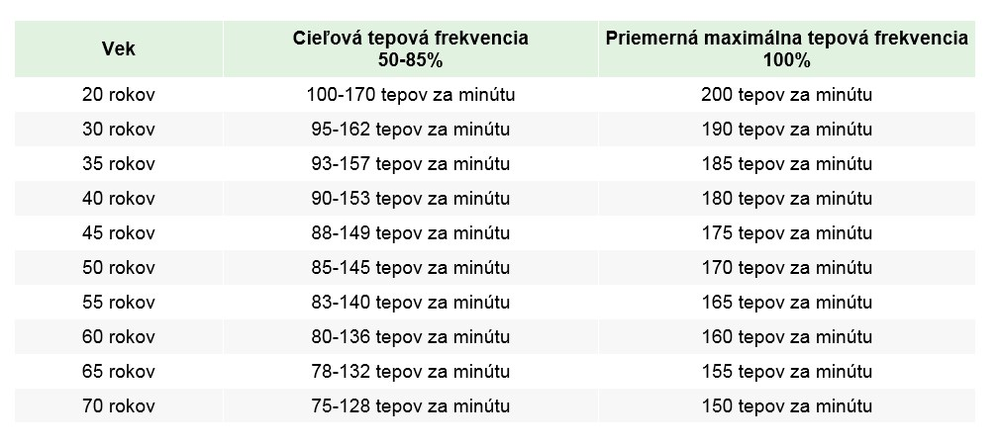 Vek Cieľová tepová frekvencia 50-85% Priemerná maximálna tepová frekvencia 100%
20 rokov 100-170 tepov za minútu 200 tepov za minútu
30 rokov 95-162 tepov za minútu 190 tepov za minútu
35 rokov 93-157 tepov za minútu 185 tepov za minútu
40 rokov 90-153 tepov za minútu 180 tepov za minútu
45 rokov 88-149 tepov za minútu 175 tepov za minútu
50 rokov 85-145 tepov za minútu 170 tepov za minútu
55 rokov 83-140 tepov za minútu 165 tepov za minútu
60 rokov 80-136 tepov za minútu 160 tepov za minútu
65 rokov 78-132 tepov za minútu 155 tepov za minútu
70 rokov 75-128 tepov za minútu 150 tepov za minútu